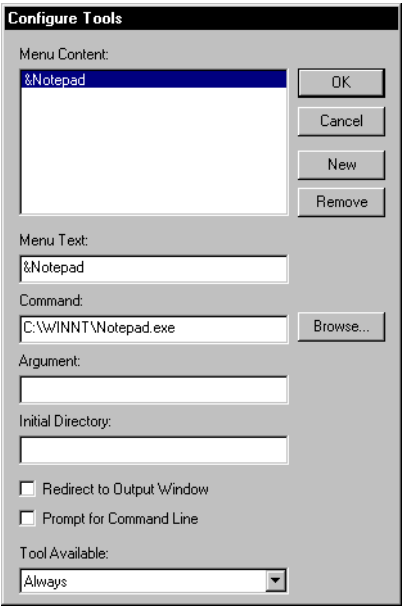 Configure Tools
Menu Content:
&Notepad
OK
Cancel
New
Remove
Menu Text:
&Notepad
Command:
C:\WINNT\Notepad.exe
Browse...
Argument:
Initial Directory:
Redirect to Output Window
Prompt for Command Line
Tool Available:
Always